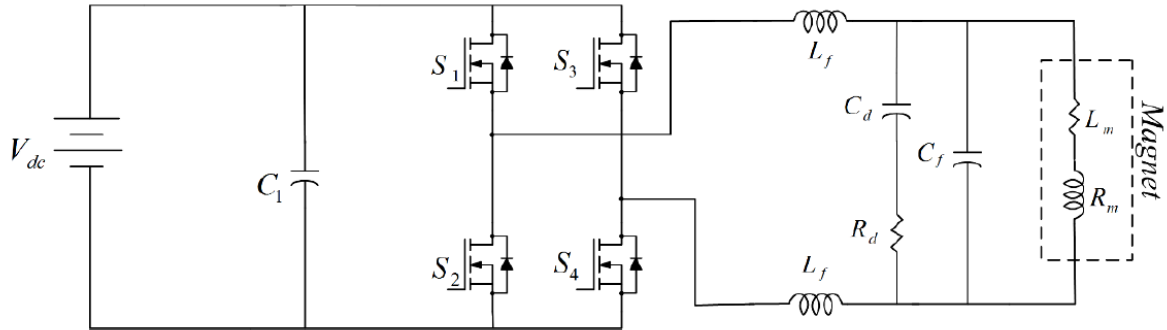 V_dc
C_1
S_1
S_3
S_2
S_4
L_f
C_d
C_f
R_d
L_f
L_m
R_m
Magnet